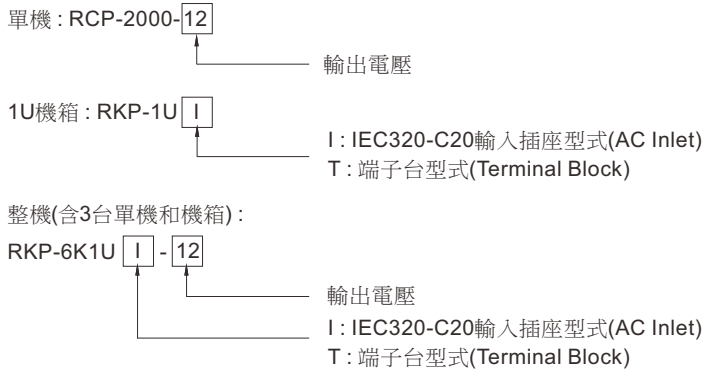 單機 : RCP-2000-12
輸出電壓
1U機箱 : RKP-1U I
I : IEC320-C20輸入插座型式(AC Inlet)
T : 端子台型式(Terminal Block)
整機(含3台單機和機箱) :
RKP-6K1U I - 12
輸出電壓
I : IEC320-C20輸入插座型式(AC Inlet)
T : 端子台型式(Terminal Block)